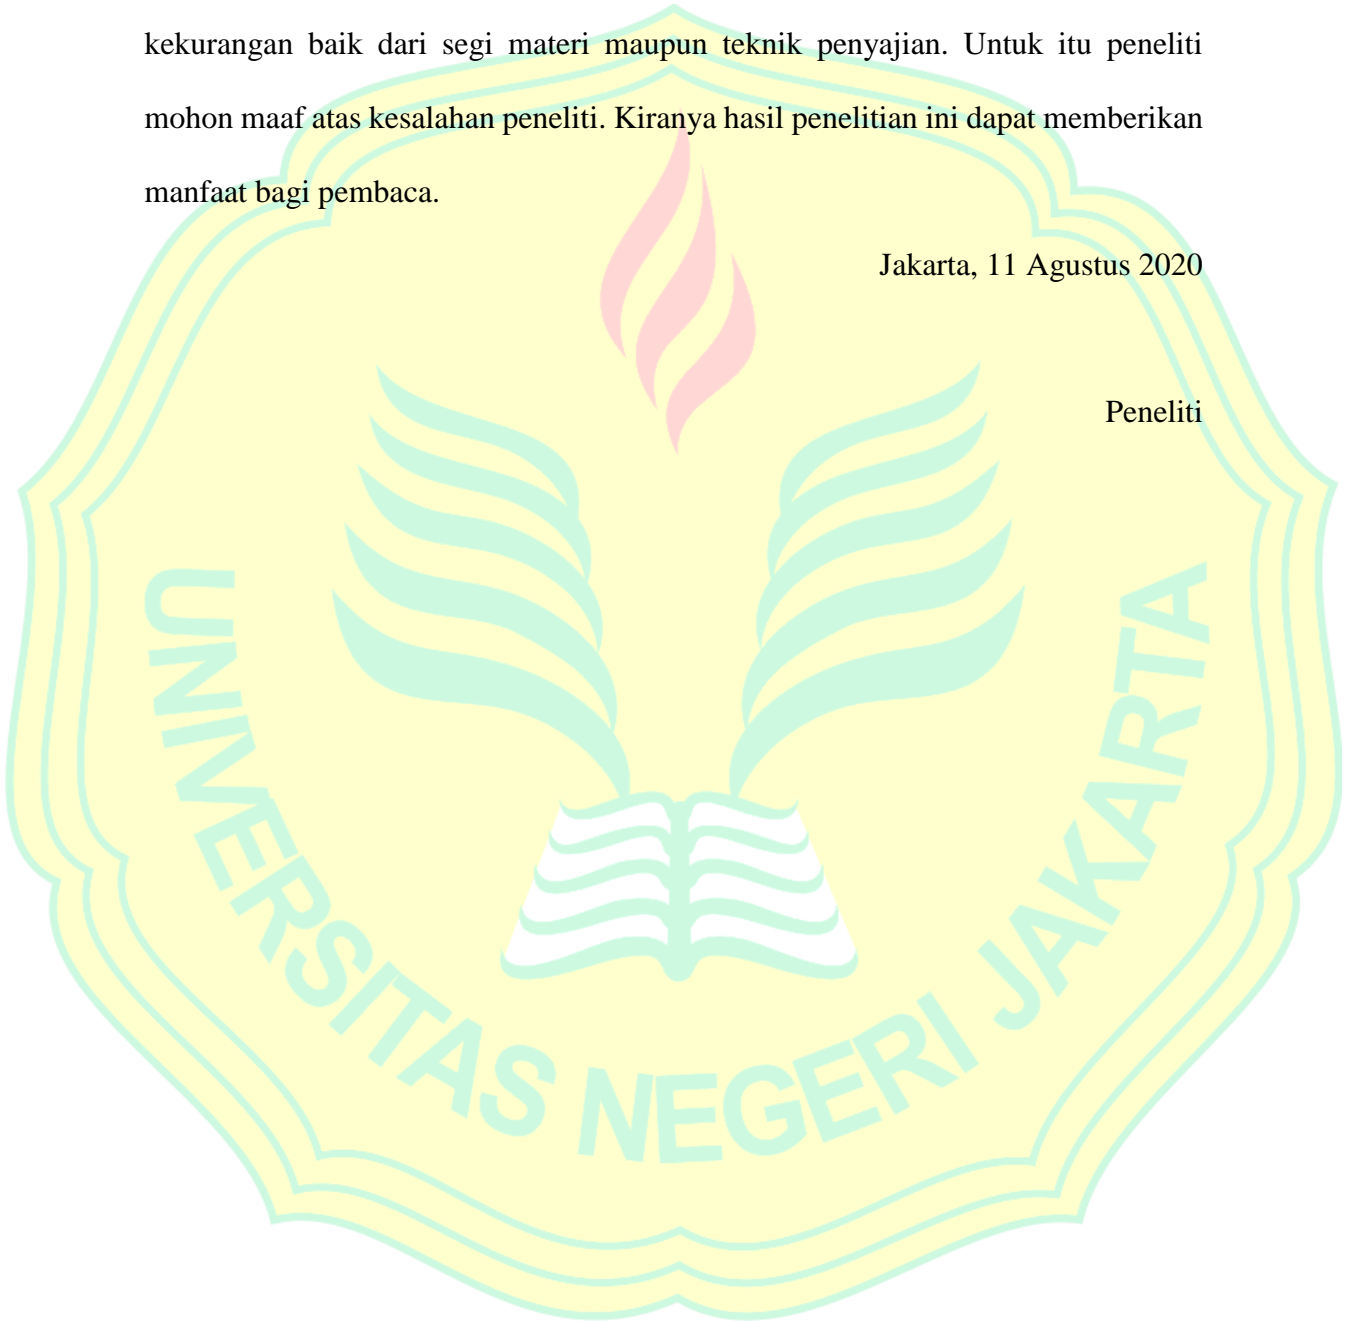 kekurangan baik dari segi materi maupun teknik penyajian. Untuk itu peneliti
mohon maaf atas kesalahan peneliti. Kiranya hasil penelitian ini dapat memberikan
manfaat bagi pembaca.
Jakarta, 11 Agustus 2020
Peneliti
UNIVERSITAS NEGERI JAKARTA